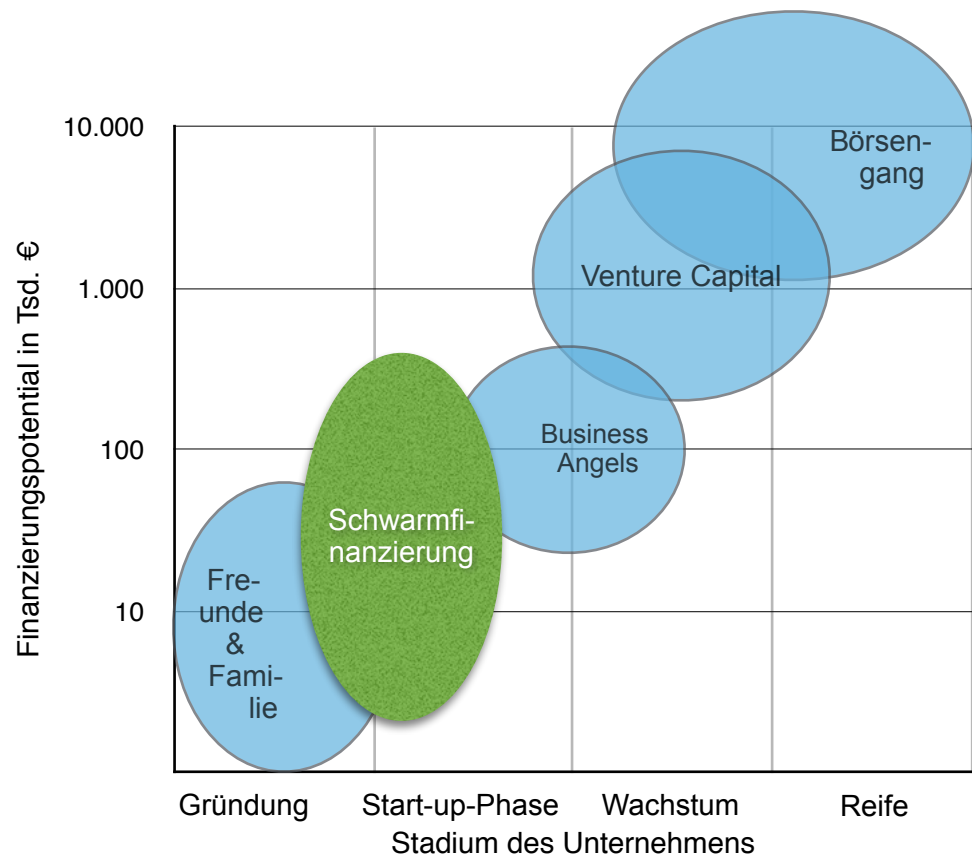 10.000
1.000
100
10
Finanzierungspotential in Tsd. €
Börsen-
gang
Venture Capital
Business
Angels
Schwarmfi-
nanzierung
Fre-
unde
&
Fami-
lie
Gründung
Start-up-Phase
Wachstum
Reife
Stadium des Unternehmens